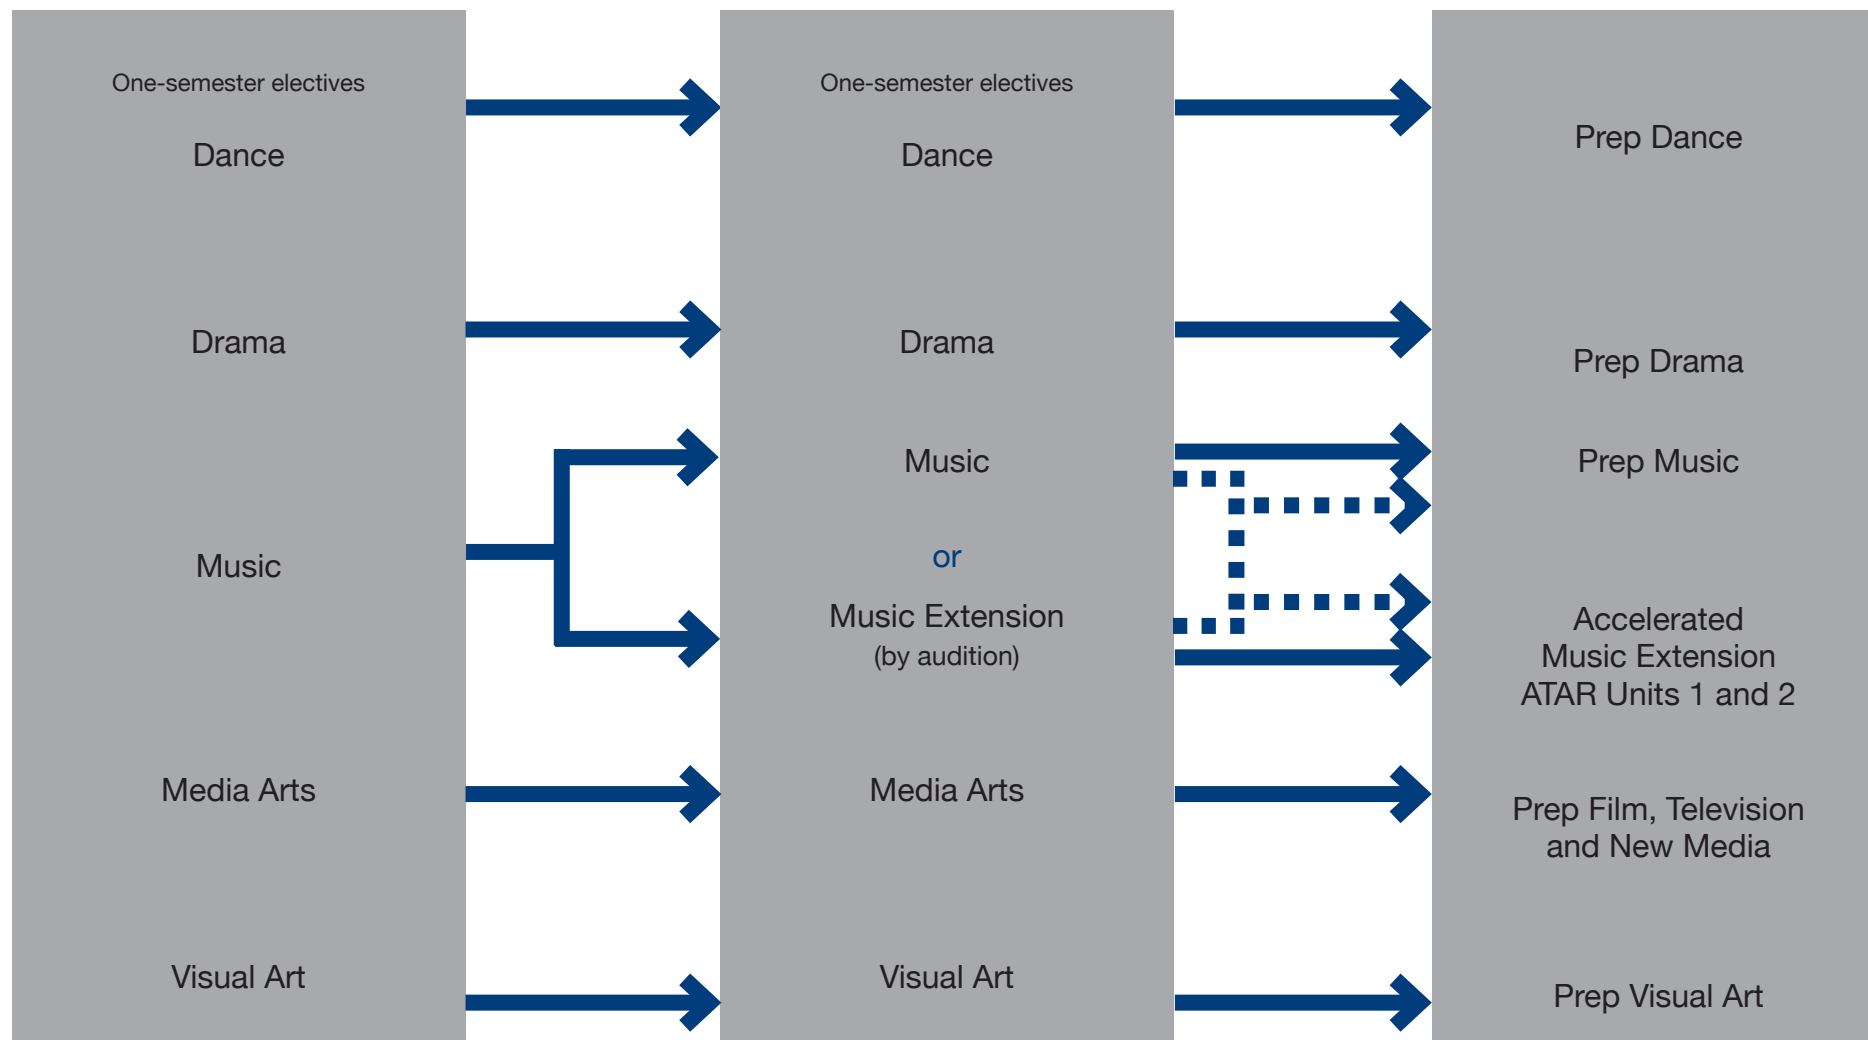 One-semester electives
Dance
Drama
Music
Media Arts
Visual Art
One-semester electives
Dance
Drama
Music
or
Music Extension
(by audition)
Media Arts
Visual Art
Prep Dance
Prep Drama
Prep Music
Accelerated
Music Extension
ATAR Units 1 and 2
Prep Film, Television
and New Media
Prep Visual Art